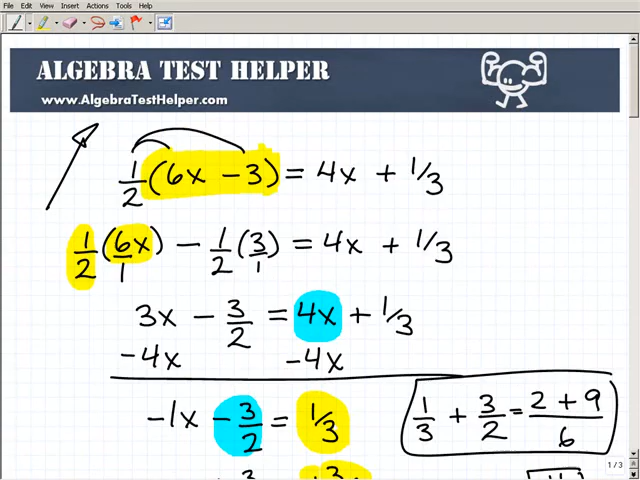 File Edit View Insert Actions Tools Help
ALGEBRA TEST HELPER
www.AlgebraTestHelper.com
1/2 (6x − 3) = 4x + 1/3
1/2 (6x/1) − 1/2 (3/1) = 4x + 1/3
3x − 3/2 = 4x + 1/3
−4x −4x
−1x − 3/2 = 1/3
1/3 + 3/2 = 2 + 9/6
1/3